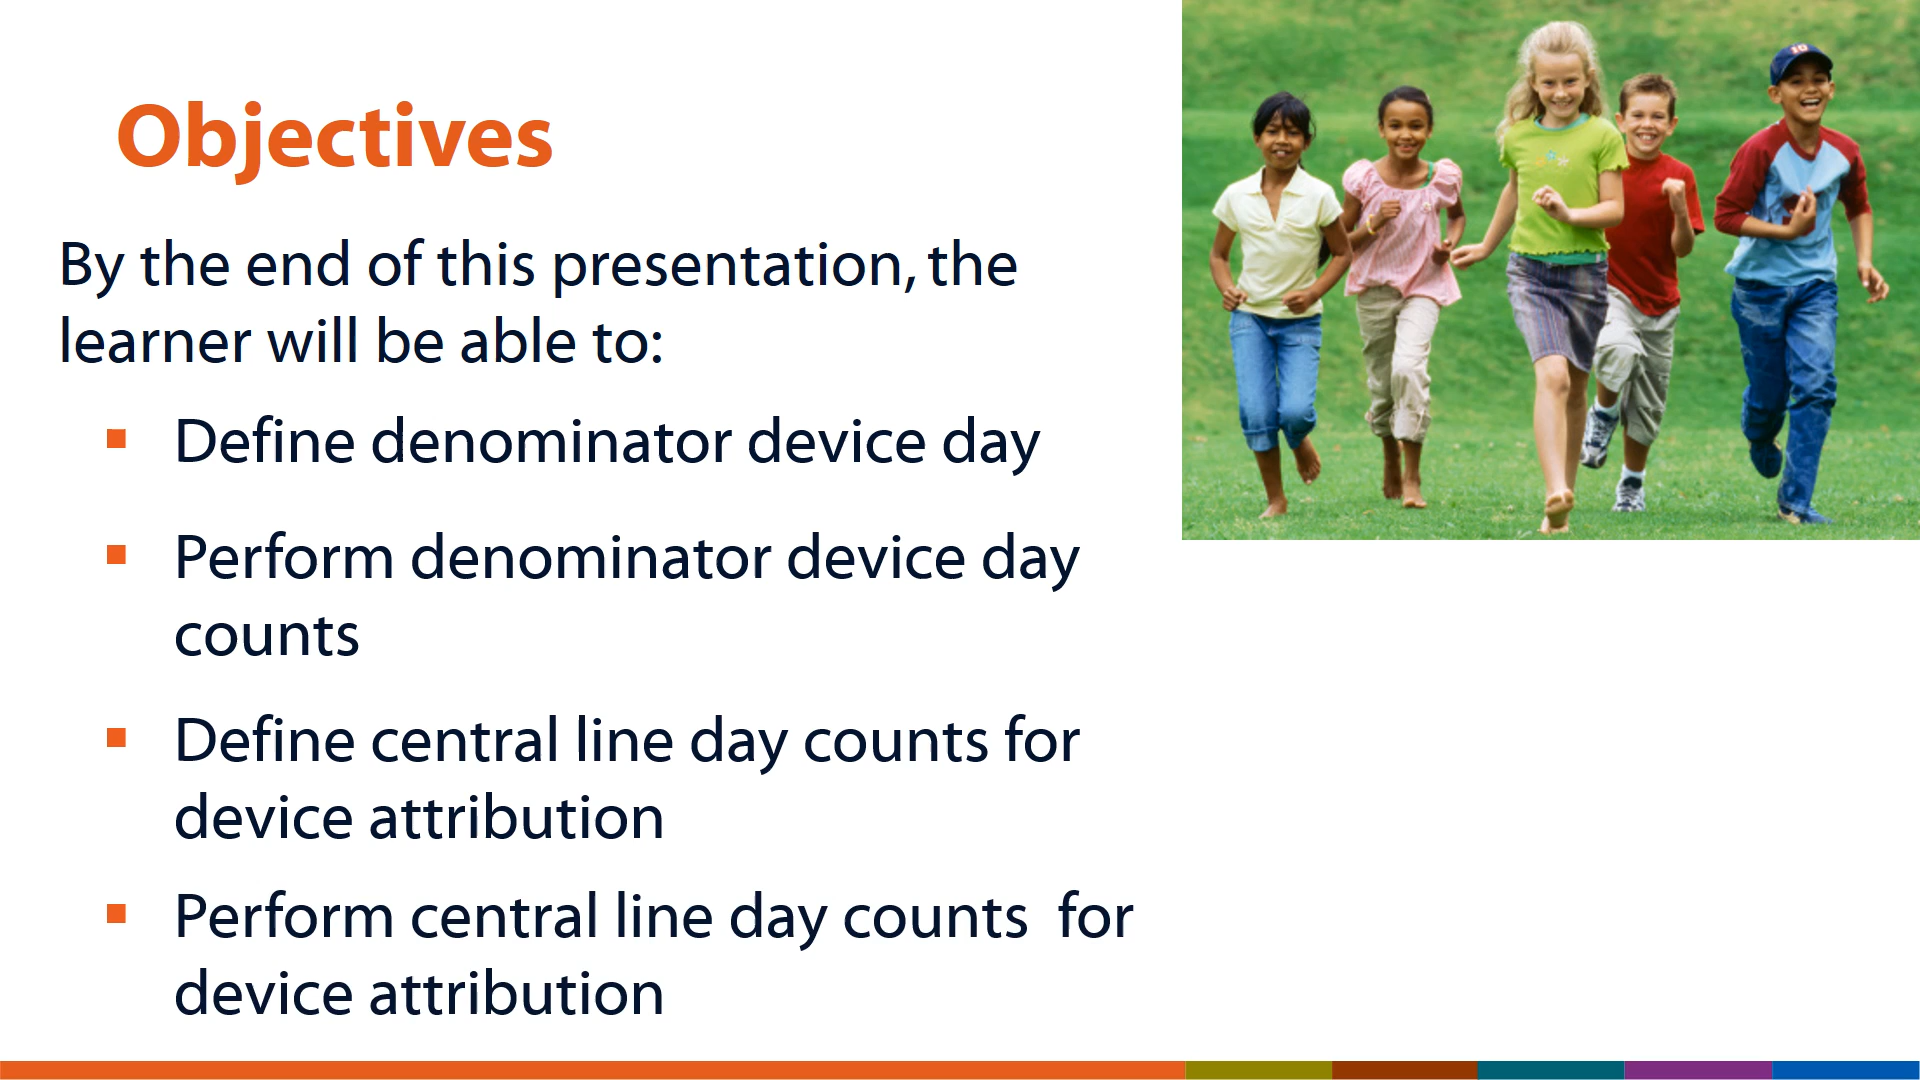 Objectives
By the end of this presentation, the
learner will be able to:
▪ Define denominator device day
▪ Perform denominator device day
counts
▪ Define central line day counts for
device attribution
▪ Perform central line day counts  for
device attribution
10